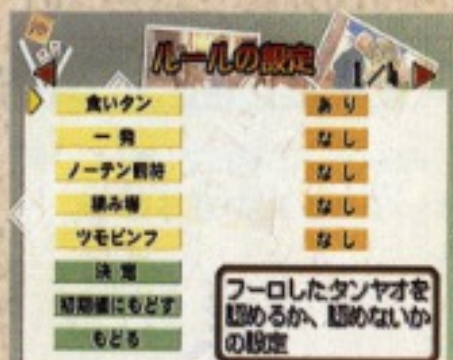 ルールの設定
1/4
食いタン あり
一発 なし
ノーテン親持 なし
積み場 なし
ツモピンフ なし
決定
初期値にもどす
もどる
フーロしたタンヤオを
認めるか、認めないか
の設定